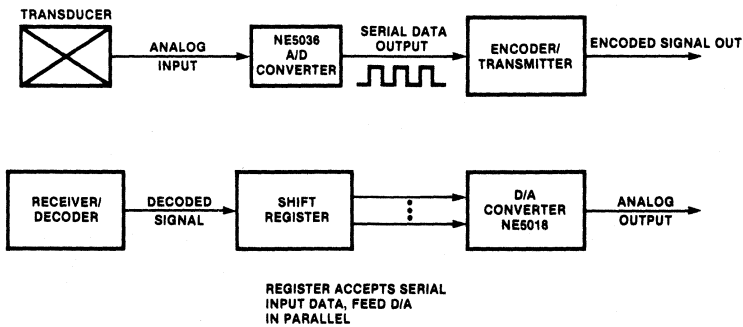 TRANSDUCER
ANALOG
INPUT
NE5036
A/D
CONVERTER
SERIAL DATA
OUTPUT
ENCODER/
TRANSMITTER
ENCODED SIGNAL OUT
RECEIVER/
DECODER
DECODED
SIGNAL
SHIFT
REGISTER
D/A
CONVERTER
NE5018
ANALOG
OUTPUT
REGISTER ACCEPTS SERIAL
INPUT DATA, FEED D/A
IN PARALLEL